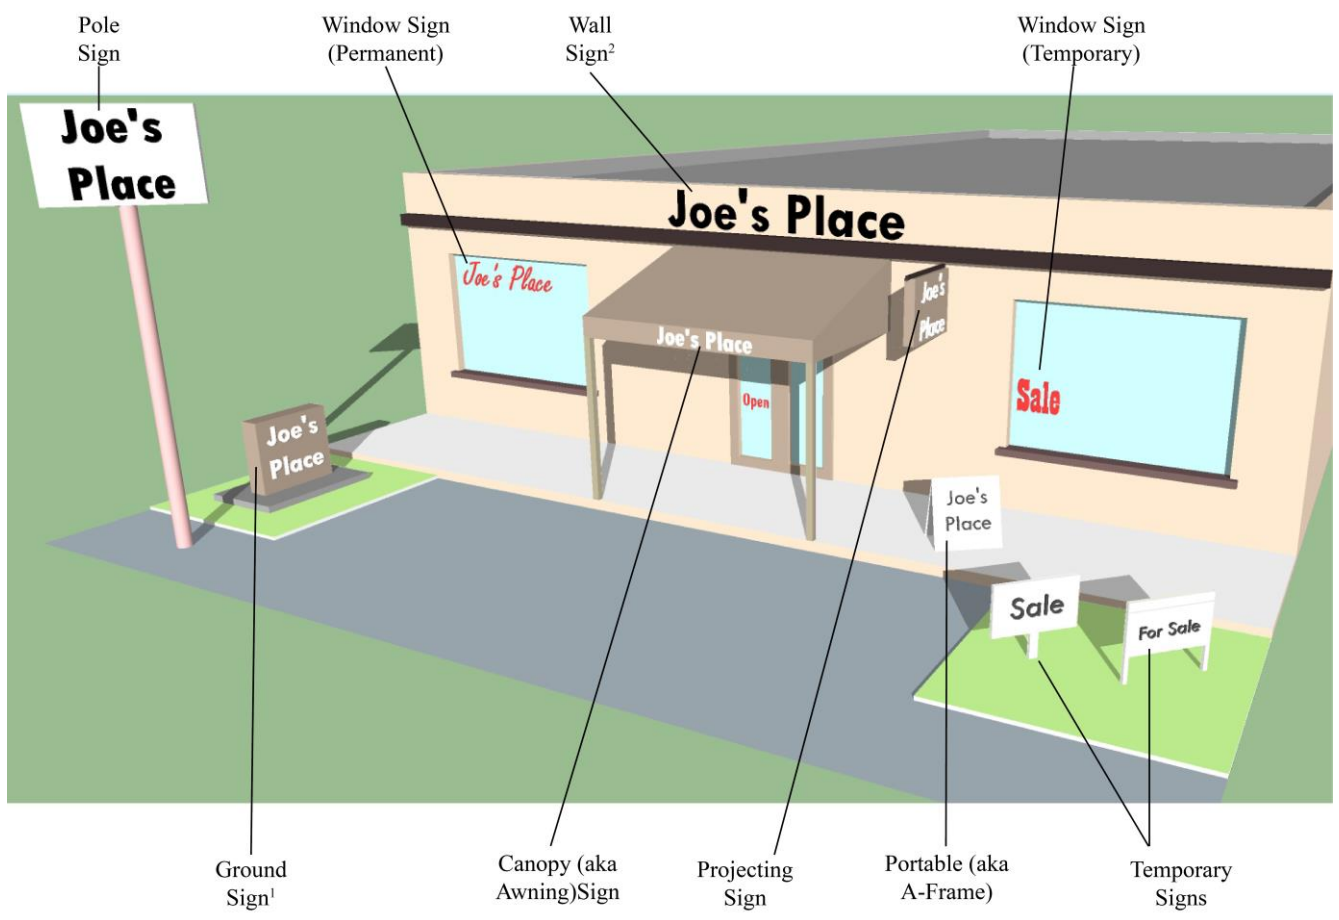 Pole
Sign
Window Sign
(Permanent)
Wall
Sign²
Window Sign
(Temporary)
Joe's
Place
Joe's Place
Joe's Place
Joe's Place
Joe's
Place
Open
Sale
Joe's
Place
Joe's
Place
Sale
For Sale
Ground
Sign¹
Canopy (aka
Awning)Sign
Projecting
Sign
Portable (aka
A-Frame)
Temporary
Signs